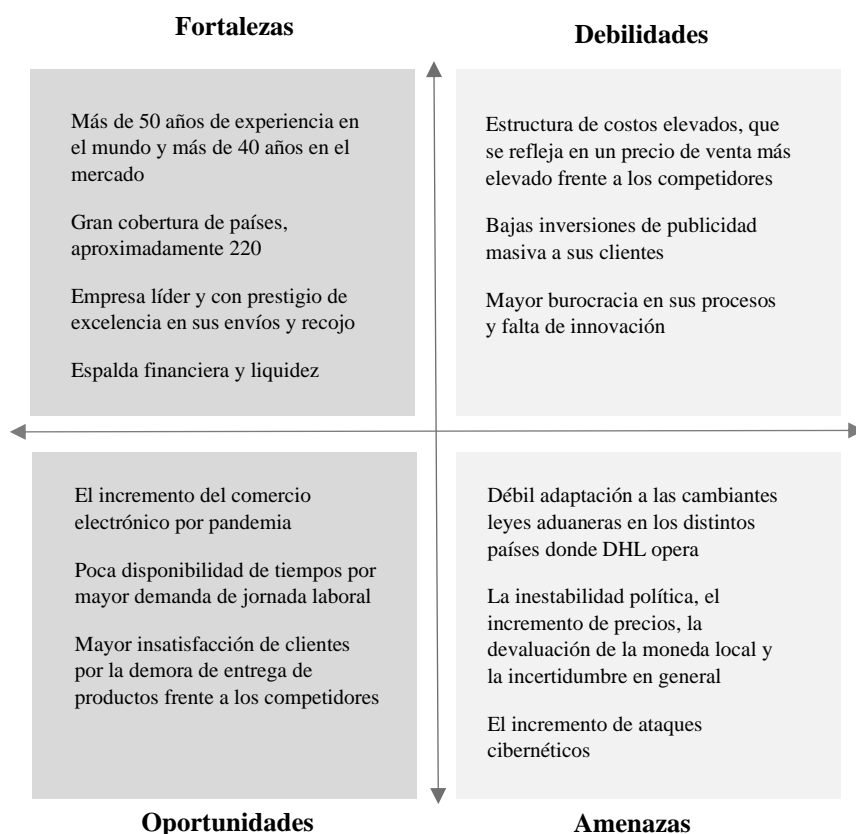 Fortalezas
Más de 50 años de experiencia en
el mundo y más de 40 años en el
mercado
Gran cobertura de países,
aproximadamente 220
Empresa líder y con prestigio de
excelencia en sus envíos y recojo
Espalda financiera y liquidez
Debilidades
Estructura de costos elevados, que
se refleja en un precio de venta más
elevado frente a los competidores
Bajas inversiones de publicidad
masiva a sus clientes
Mayor burocracia en sus procesos
y falta de innovación
El incremento del comercio
electrónico por pandemia
Poca disponibilidad de tiempos por
mayor demanda de jornada laboral
Mayor insatisfacción de clientes
por la demora de entrega de
productos frente a los competidores
Oportunidades
Débil adaptación a las cambiantes
leyes aduaneras en los distintos
países donde DHL opera
La inestabilidad política, el
incremento de precios, la
devaluación de la moneda local y
la incertidumbre en general
El incremento de ataques
cibernéticos
Amenazas